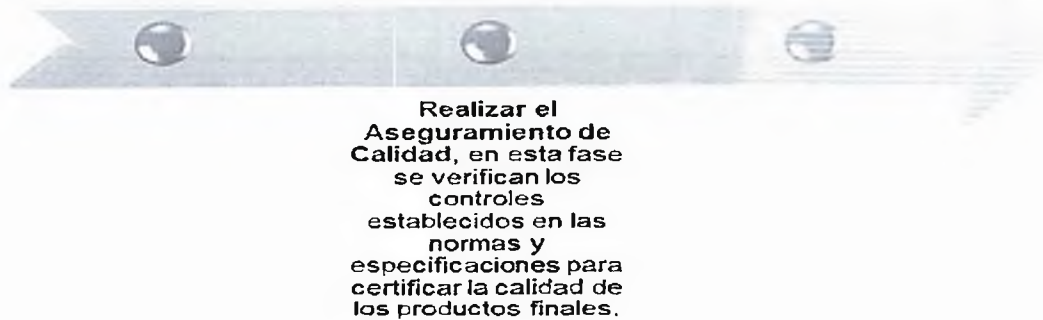 Realizar el
Aseguramiento de
Calidad, en esta fase
se verifican los
controles
establecidos en las
normas y
especificaciones para
certificar la calidad de
los productos finales.